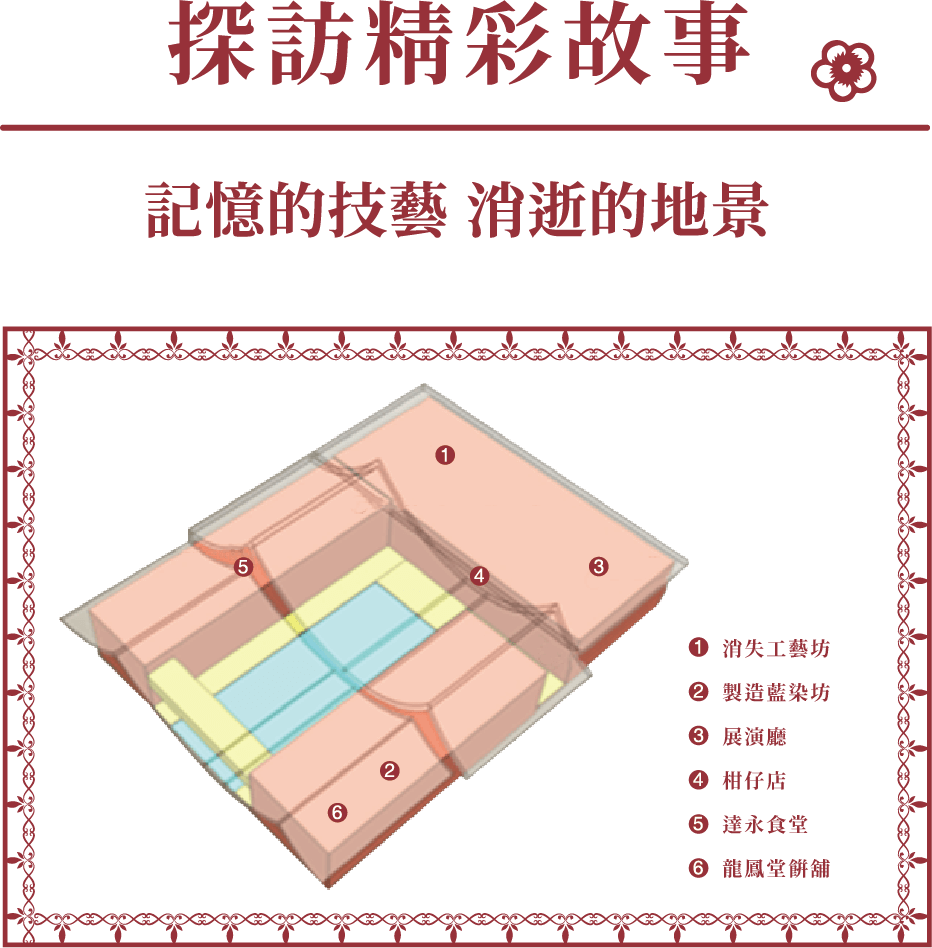 探訪精彩故事
記憶的技藝 消逝的地景
1
3
5
4
2
6
1 消失工藝坊
2 製造藍染坊
3 展演廳
4 柑仔店
5 達永食堂
6 龍鳳堂餅舖